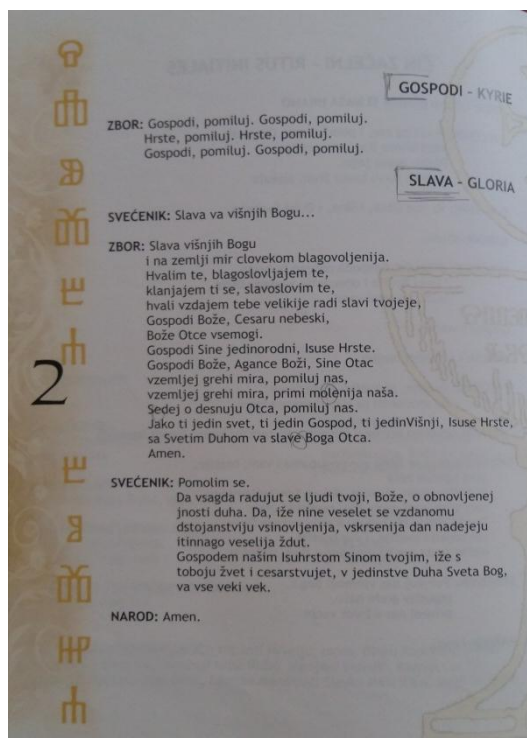 GOSPODI - KYRIE
ZBOR: Gospodi, pomiluj. Gospodi, pomiluj.
Hrste, pomiluj. Hrste, pomiluj.
Gospodi, pomiluj. Gospodi, pomiluj.
SLAVA - GLORIA
SVEĆENIK: Slava va višnjih Bogu...
ZBOR: Slava višnjih Bogu
i na zemlji mir clovekom blagovoljenija.
Hvalim te, blagoslovljajem te,
klanjajem ti se, slavoslovim te,
hvali vzdajem tebe velikije radi slavi tvojeje,
Gospodi Bože, Cesaru nebeski,
Bože Otce vsemogi.
Gospodi Sine jedinorodni, Isuse Hrste.
Gospodi Bože, Agance Boži, Sine Otac
vzemljej grehi mira, pomiluj nas,
vzemljej grehi mira, primi molenija naša.
Sedej o desnuju Otca, pomiluj nas.
Jako ti jedin svet, ti jedin Gospod, ti jedinVišnji, Isuse Hrste,
sa Svetim Duhom va slave Boga Otca.
Amen.
2
SVEĆENIK: Pomolim se.
Da vsagda radujut se ljudi tvoji, Bože, o obnovljenej
jnosti duha. Da, iže nine veselet se vzdanomu
dstojanstviju vsinovljenija, vskrsenija dan nadejeju
itinnago veselija ždut.
Gospodem našim Isuhrstom Sinom tvojim, iže s
toboju žvet i cesarstvujet, v jedinstve Duha Sveta Bog,
va vse veki vek.
NAROD: Amen.